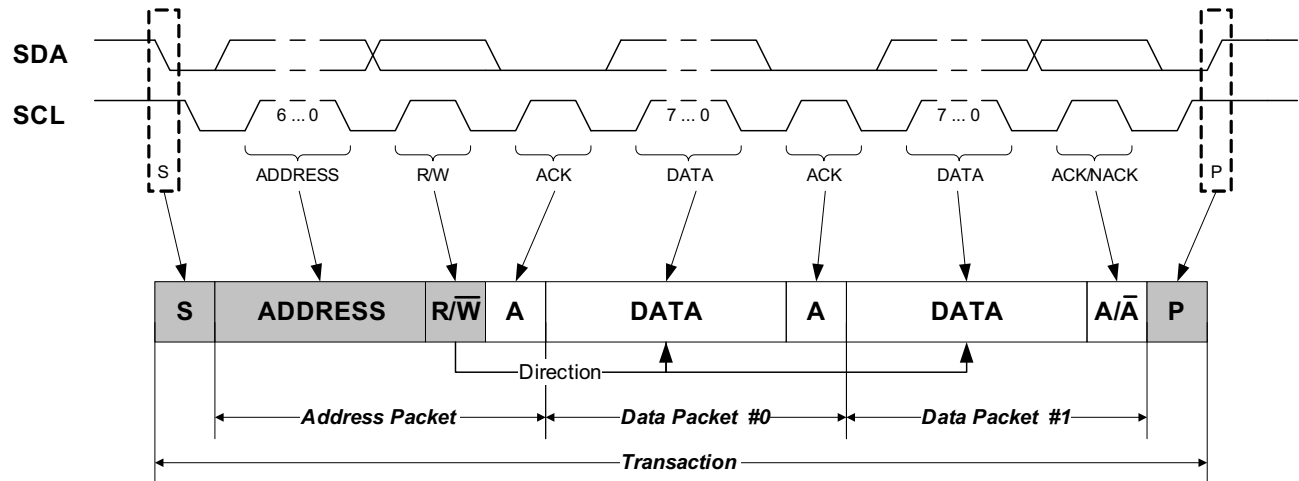 SDA
SCL
6 ... 0
7 ... 0
7 ... 0
S
ADDRESS
R/W
ACK
DATA
ACK
DATA
ACK/NACK
P
S
ADDRESS
R/W̅
A
DATA
A
DATA
A/A̅
P
Direction
Address Packet
Data Packet #0
Data Packet #1
Transaction